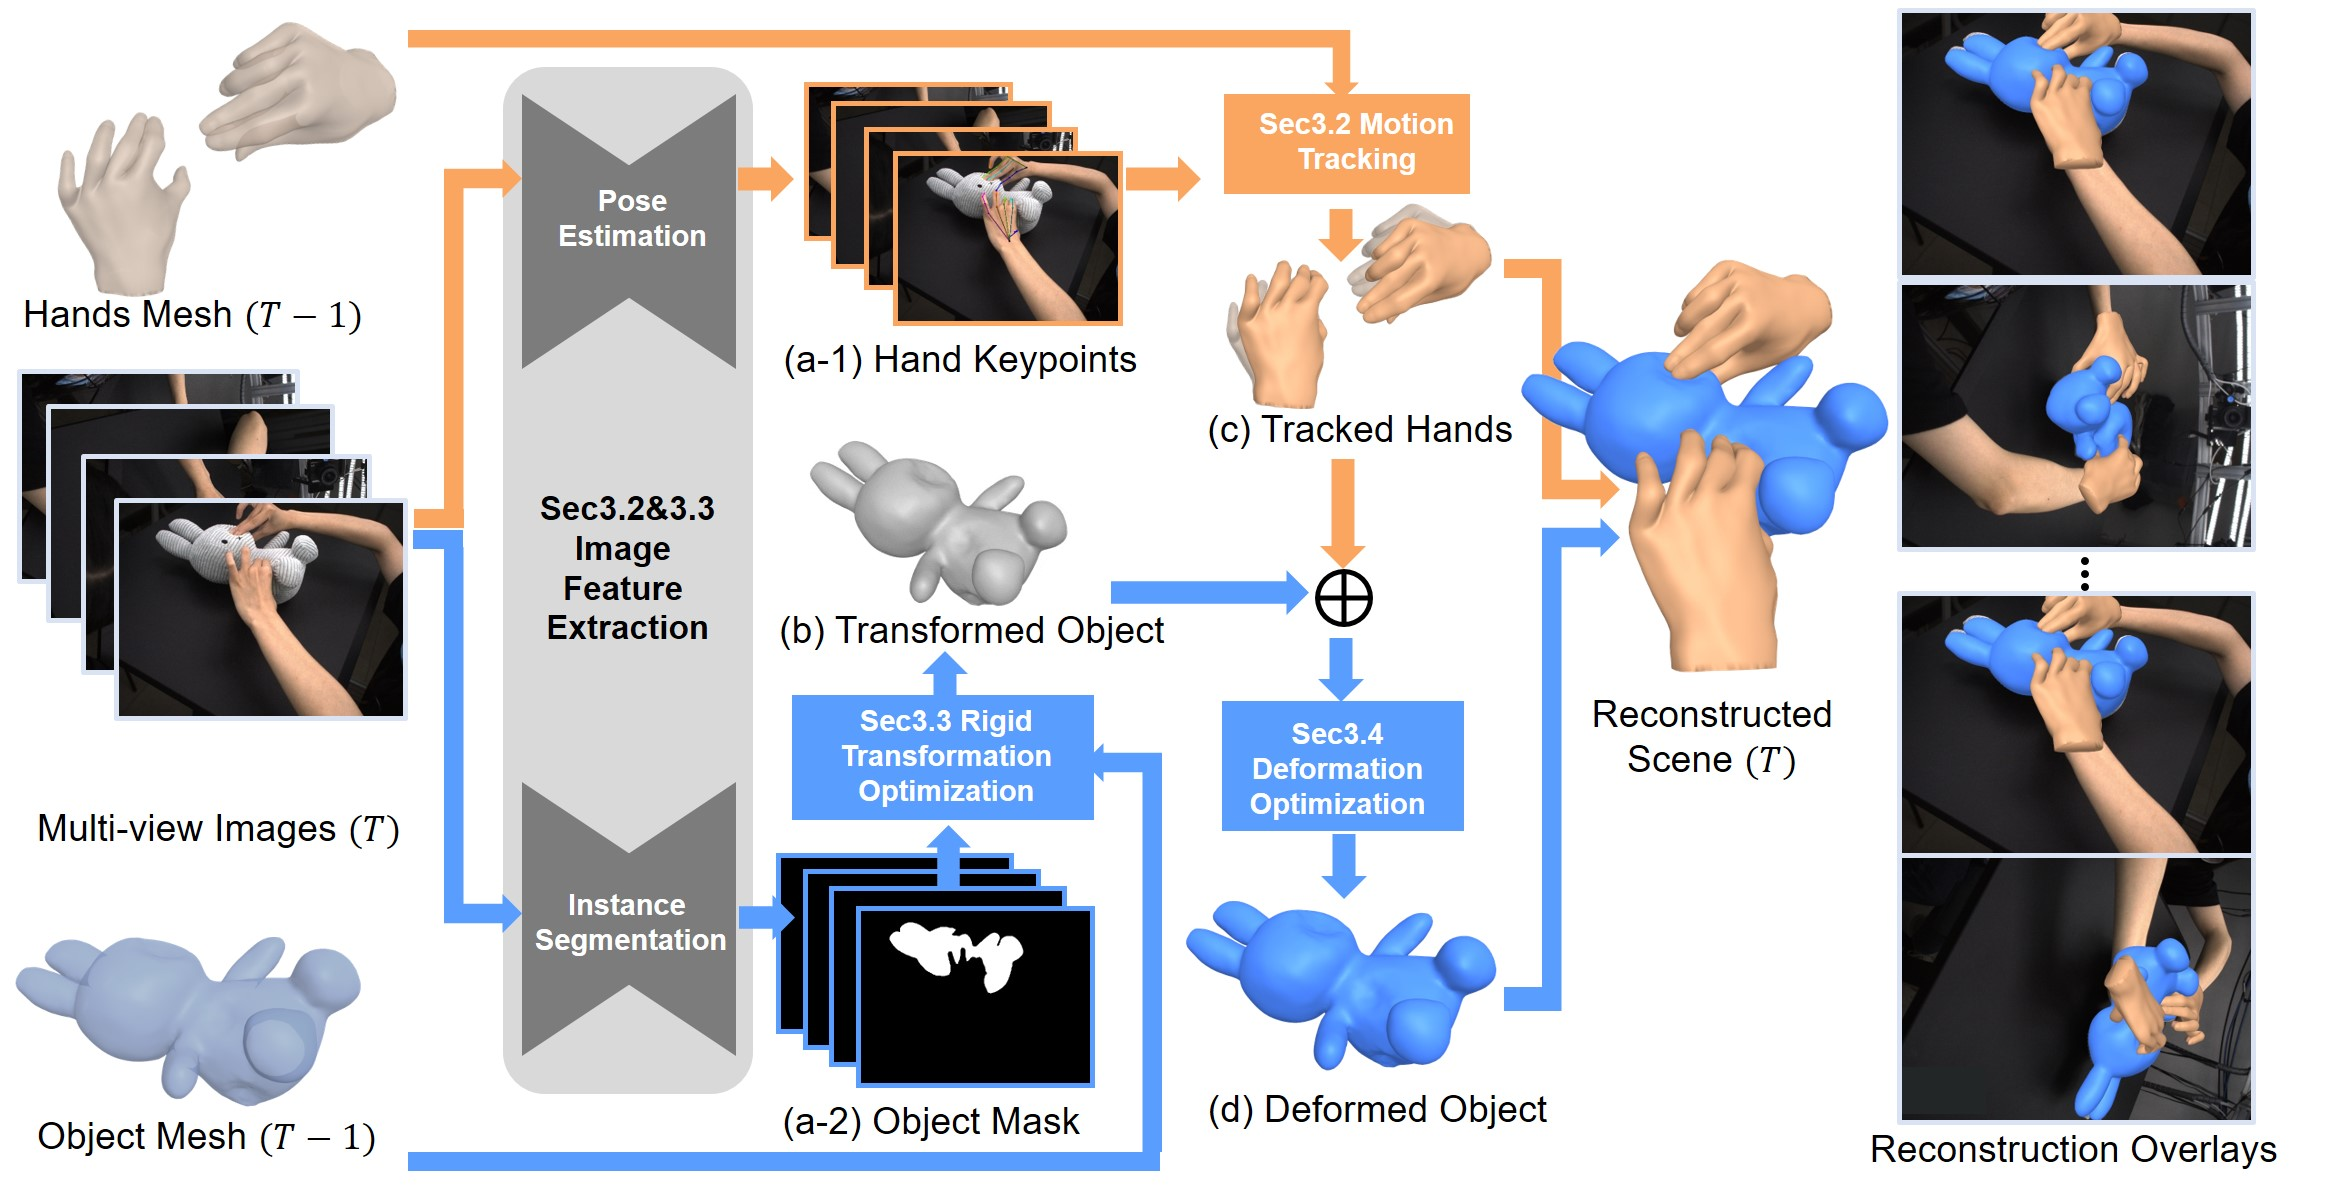 Hands Mesh (T − 1)
Multi-view Images (T)
Object Mesh (T − 1)
Pose
Estimation
Sec3.2&3.3
Image
Feature
Extraction
Instance
Segmentation
(a-1) Hand Keypoints
(b) Transformed Object
Sec3.3 Rigid
Transformation
Optimization
(a-2) Object Mask
Sec3.2 Motion
Tracking
(c) Tracked Hands
Sec3.4
Deformation
Optimization
(d) Deformed Object
Reconstructed
Scene (T)
Reconstruction Overlays